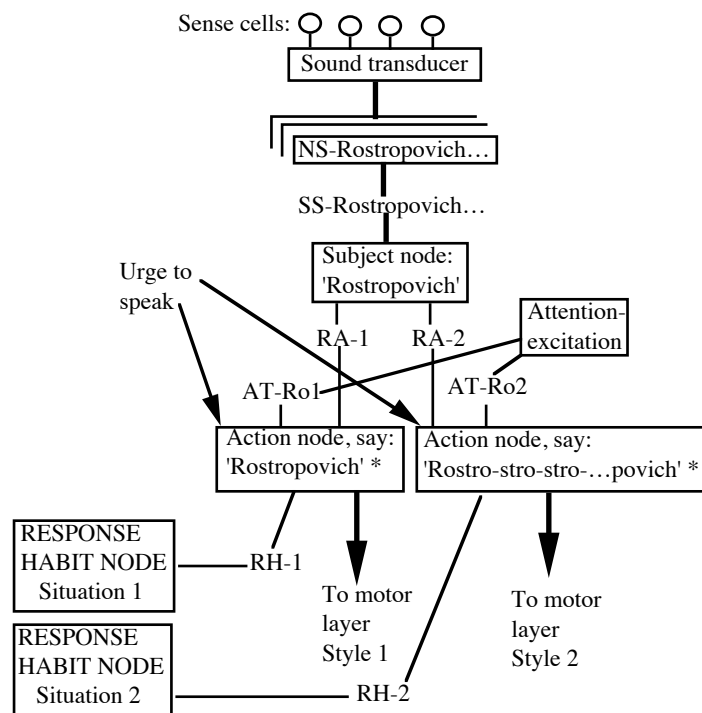 Sense cells:
Sound transducer
NS-Rostropovich…
SS-Rostropovich…
Subject node:
'Rostropovich'
Urge to
speak
RA-1
RA-2
Attention-
excitation
AT-Ro1
AT-Ro2
Action node, say:
'Rostropovich' *
Action node, say:
'Rostro-stro-stro-…povich' *
RESPONSE
HABIT NODE
Situation 1
RH-1
To motor
layer
Style 1
To motor
layer
Style 2
RESPONSE
HABIT NODE
Situation 2
RH-2